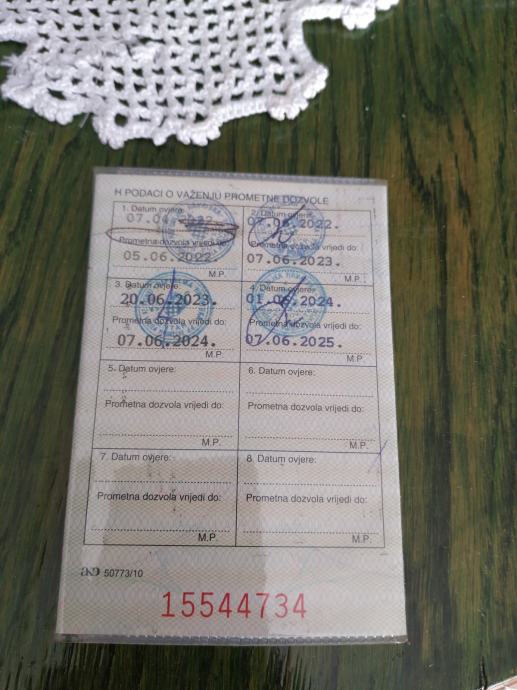 H PODACI O VAŽENJU PROMETNE DOZVOLE
1. Datum ovjere:
Prometna dozvola vrijedi do:
05.06.2022
M.P.
2. Datum ovjere:
07.06.2022.
Prometna dozvola vrijedi do:
07.06.2023.
M.P.
3. Datum ovjere:
20.06.2023.
Prometna dozvola vrijedi do:
07.06.2024.
M.P.
4. Datum ovjere:
01.06.2024.
Prometna dozvola vrijedi do:
07.06.2025.
M.P.
5. Datum ovjere:
Prometna dozvola vrijedi do:
M.P.
6. Datum ovjere:
Prometna dozvola vrijedi do:
M.P.
7. Datum ovjere:
Prometna dozvola vrijedi do:
M.P.
8. Datum ovjere:
Prometna dozvola vrijedi do:
M.P.
AKD 50773/10
15544734